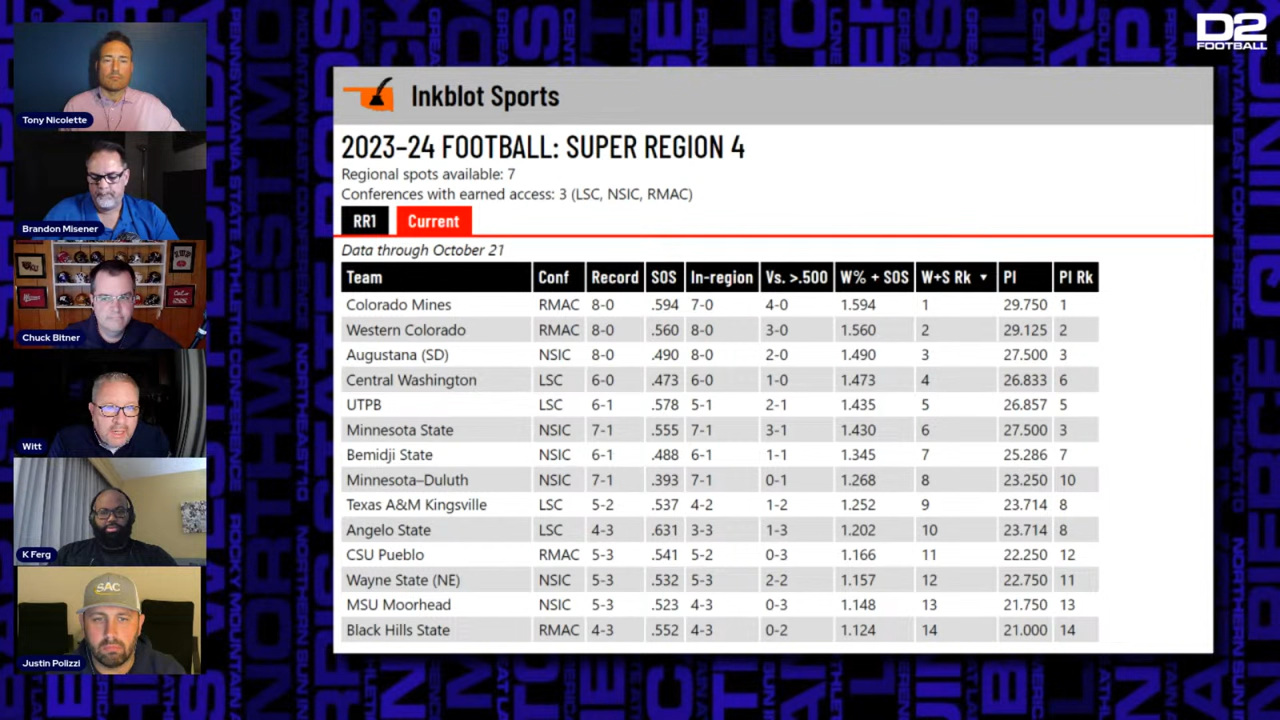 D2
FOOTBALL
Tony Nicolette
Brandon Misener
Chuck Bitner
Witt
K Ferg
SAC
Justin Polizzi
Inkblot Sports
2023-24 FOOTBALL: SUPER REGION 4
Regional spots available: 7
Conferences with earned access: 3 (LSC, NSIC, RMAC)
RR1 Current
Data through October 21
Team Conf Record SOS In-region Vs. >.500 W% + SOS W+S Rk ▼ PI PI Rk
Colorado Mines RMAC 8-0 .594 7-0 4-0 1.594 1 29.750 1
Western Colorado RMAC 8-0 .560 8-0 3-0 1.560 2 29.125 2
Augustana (SD) NSIC 8-0 .490 8-0 2-0 1.490 3 27.500 3
Central Washington LSC 6-0 .473 6-0 1-0 1.473 4 26.833 6
UTPB LSC 6-1 .578 5-1 2-1 1.435 5 26.857 5
Minnesota State NSIC 7-1 .555 7-1 3-1 1.430 6 27.500 3
Bemidji State NSIC 6-1 .488 6-1 1-1 1.345 7 25.286 7
Minnesota–Duluth NSIC 7-1 .393 7-1 0-1 1.268 8 23.250 10
Texas A&M Kingsville LSC 5-2 .537 4-2 1-2 1.252 9 23.714 8
Angelo State LSC 4-3 .631 3-3 1-3 1.202 10 23.714 8
CSU Pueblo RMAC 5-3 .541 5-2 0-3 1.166 11 22.250 12
Wayne State (NE) NSIC 5-3 .532 5-3 2-2 1.157 12 22.750 11
MSU Moorhead NSIC 5-3 .523 4-3 0-3 1.148 13 21.750 13
Black Hills State RMAC 4-3 .552 4-3 0-2 1.124 14 21.000 14